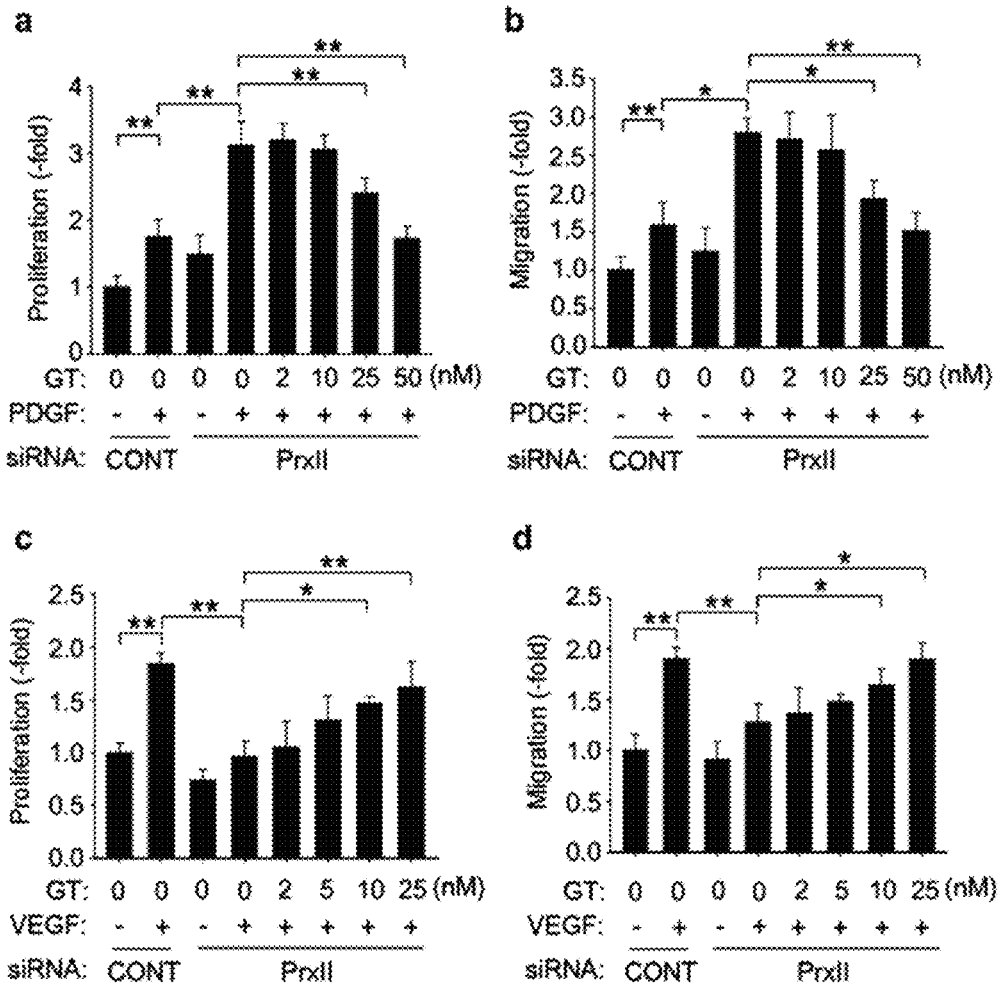 a
**
**
**
**
Proliferation (-fold)
4
3
2
1
0
GT: 0 0 0 0 2 10 25 50 (nM)
PDGF: - + - + + + + +
siRNA: CONT PrxII
b
**
*
*
**
Migration (-fold)
3.5
3.0
2.5
2.0
1.5
1.0
0.5
0.0
GT: 0 0 0 0 2 10 25 50 (nM)
PDGF: - + - + + + + +
siRNA: CONT PrxII
c
**
*
**
**
Proliferation (-fold)
2.5
2.0
1.5
1.0
0.5
0.0
GT: 0 0 0 0 2 5 10 25 (nM)
VEGF: - + - + + + + +
siRNA: CONT PrxII
d
*
*
**
**
Migration (-fold)
2.5
2.0
1.5
1.0
0.5
0.0
GT: 0 0 0 0 2 5 10 25 (nM)
VEGF: - + - + + + + +
siRNA: CONT PrxII